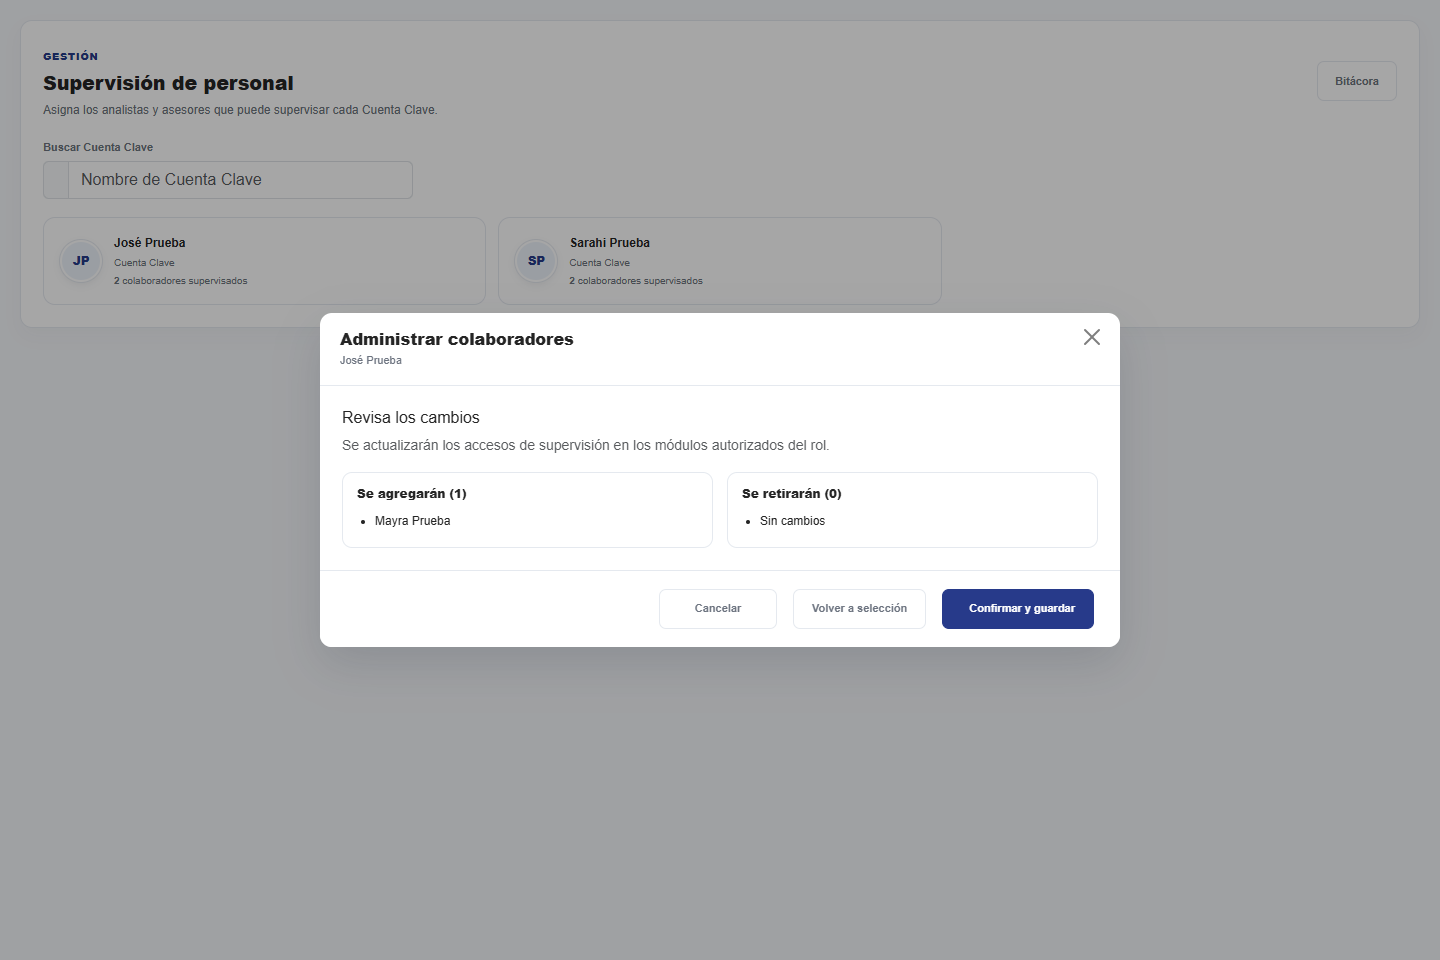 GESTIÓN
Supervisión de personal
Asigna los analistas y asesores que puede supervisar cada Cuenta Clave.
Bitácora
Buscar Cuenta Clave
Nombre de Cuenta Clave
JP
José Prueba
Cuenta Clave
2 colaboradores supervisados
SP
Sarahi Prueba
Cuenta Clave
2 colaboradores supervisados
Administrar colaboradores
José Prueba
Revisa los cambios
Se actualizarán los accesos de supervisión en los módulos autorizados del rol.
Se agregarán (1)
Mayra Prueba
Se retirarán (0)
Sin cambios
Cancelar
Volver a selección
Confirmar y guardar